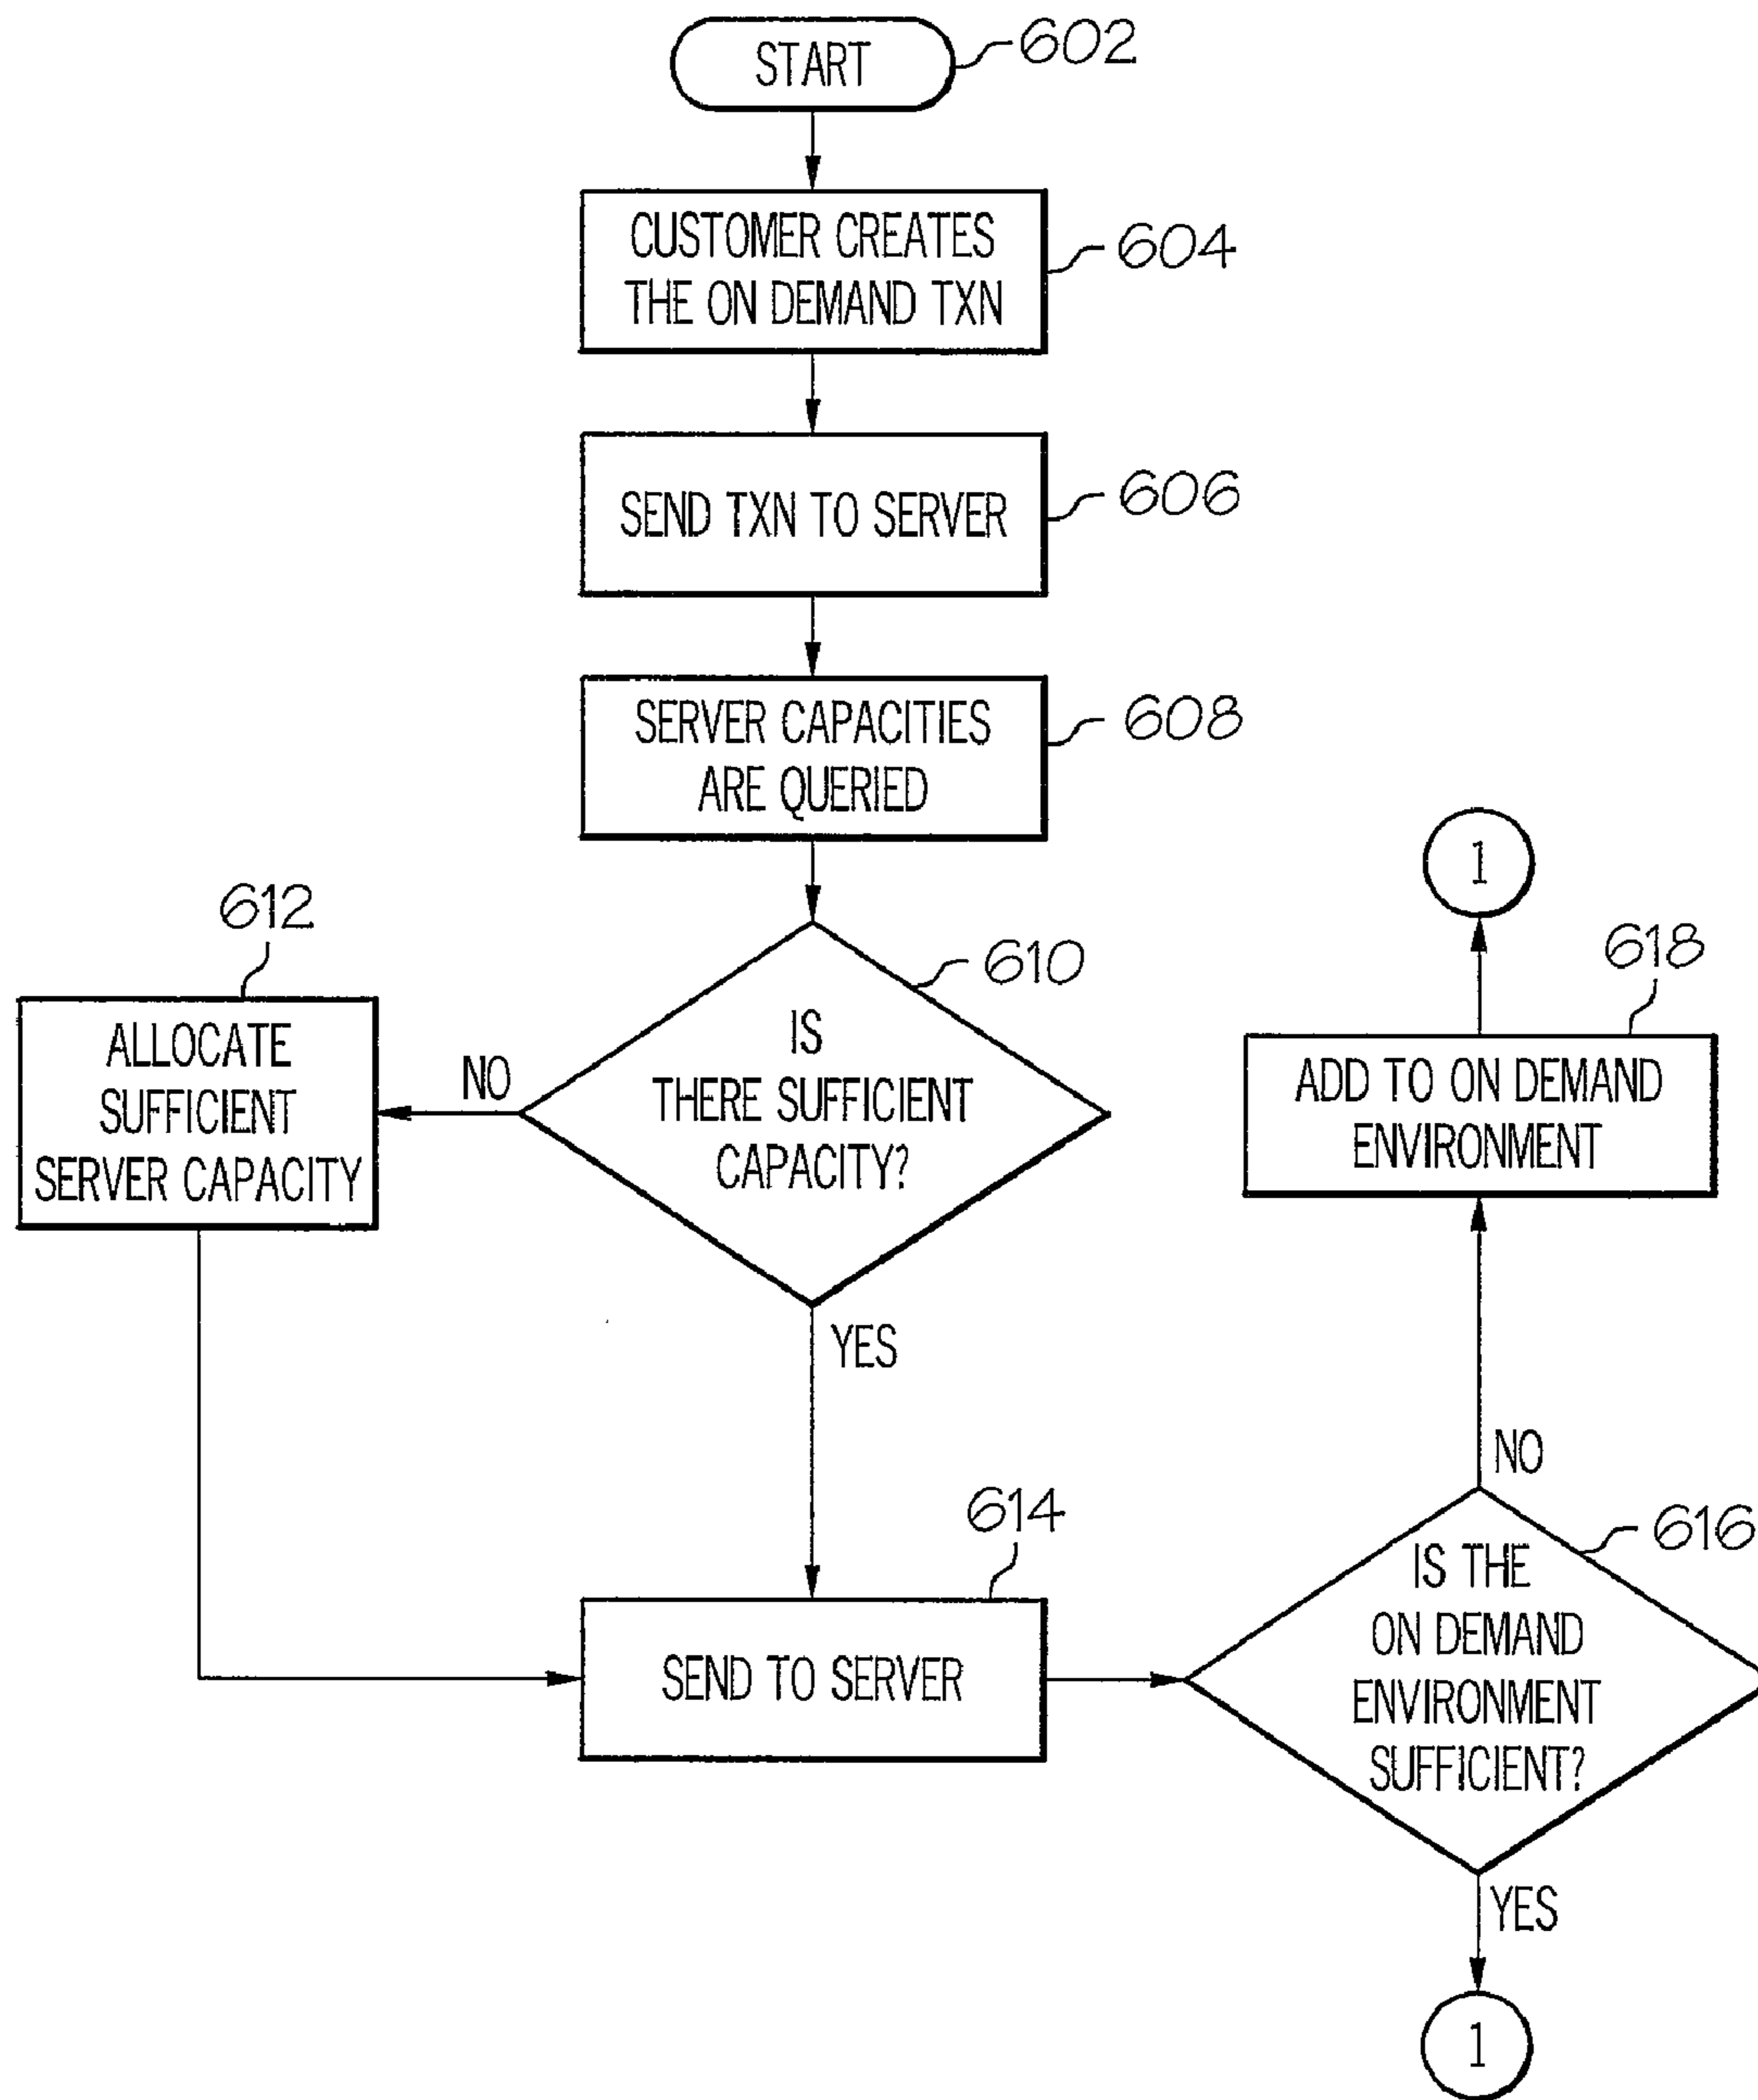 START
602
CUSTOMER CREATES
THE ON DEMAND TXN
604
SEND TXN TO SERVER
606
SERVER CAPACITIES
ARE QUERIED
608
612
ALLOCATE
SUFFICIENT
SERVER CAPACITY
NO
610
IS
THERE SUFFICIENT
CAPACITY?
YES
614
SEND TO SERVER
1
618
ADD TO ON DEMAND
ENVIRONMENT
NO
616
IS THE
ON DEMAND
ENVIRONMENT
SUFFICIENT?
YES
1